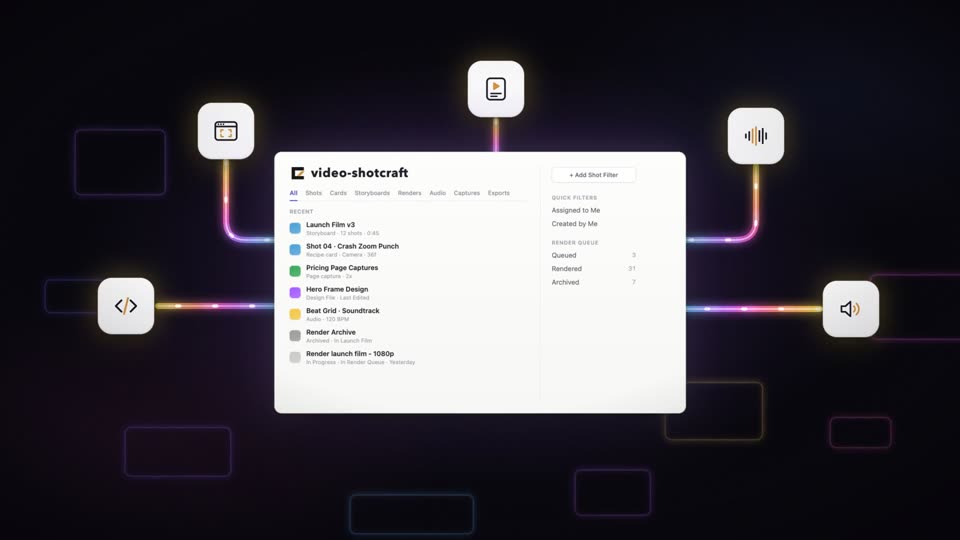 video-shotcraft
All Shots Cards Storyboards Renders Audio Captures Exports
RECENT
Launch Film v3
Storyboard · 12 shots · 0:45
Shot 04 · Crash Zoom Punch
Recipe card · Camera · 361
Pricing Page Captures
Page capture · 2x
Hero Frame Design
Design File · Last Edited
Beat Grid · Soundtrack
Audio · 120 BPM
Render Archive
Archived · In Launch Film
Render launch film - 1080p
In Progress · In Render Queue · Yesterday
+ Add Shot Filter
QUICK FILTERS
Assigned to Me
Created by Me
RENDER QUEUE
Queued 3
Rendered 31
Archived 7